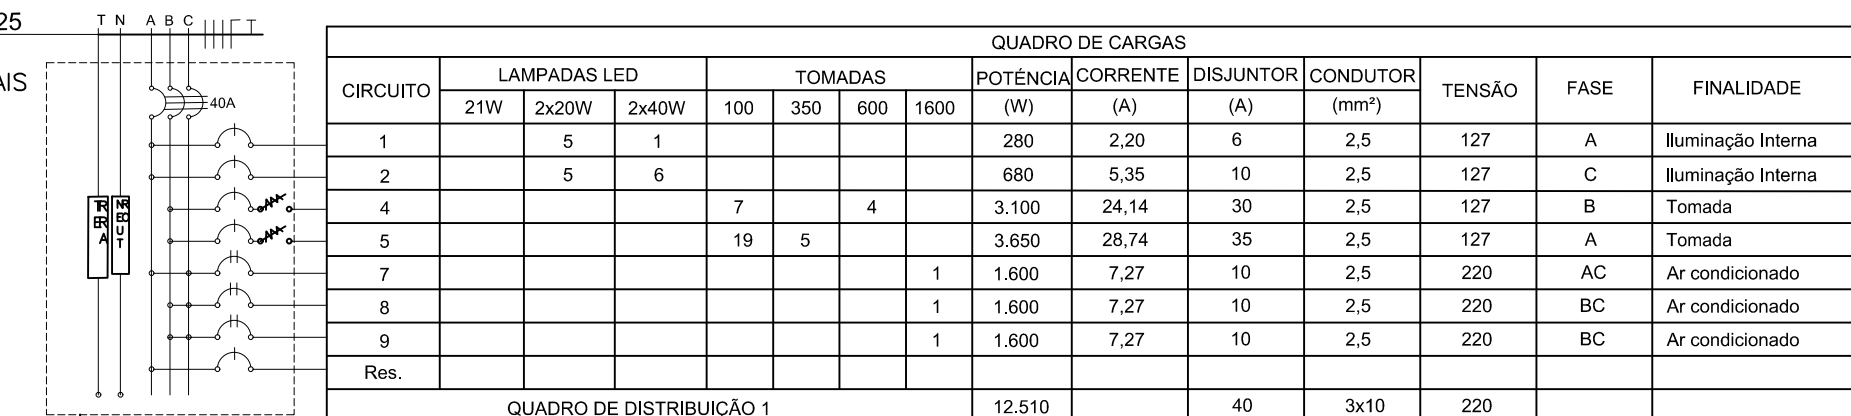 25
T N A B C
AIS
40A
TERRA
NEUTRO
QUADRO DE CARGAS
CIRCUITO LAMPADAS LED TOMADAS POTÉNCIA (W) CORRENTE (A) DISJUNTOR (A) CONDUTOR (mm²) TENSÃO FASE FINALIDADE
21W 2x20W 2x40W 100 350 600 1600
1 5 1 280 2,20 6 2,5 127 A Iluminação Interna
2 5 6 680 5,35 10 2,5 127 C Iluminação Interna
4 7 4 3.100 24,14 30 2,5 127 B Tomada
5 19 5 3.650 28,74 35 2,5 127 A Tomada
7 1 1.600 7,27 10 2,5 220 AC Ar condicionado
8 1 1.600 7,27 10 2,5 220 BC Ar condicionado
9 1 1.600 7,27 10 2,5 220 BC Ar condicionado
Res.
QUADRO DE DISTRIBUIÇÃO 1 12.510 40 3x10 220